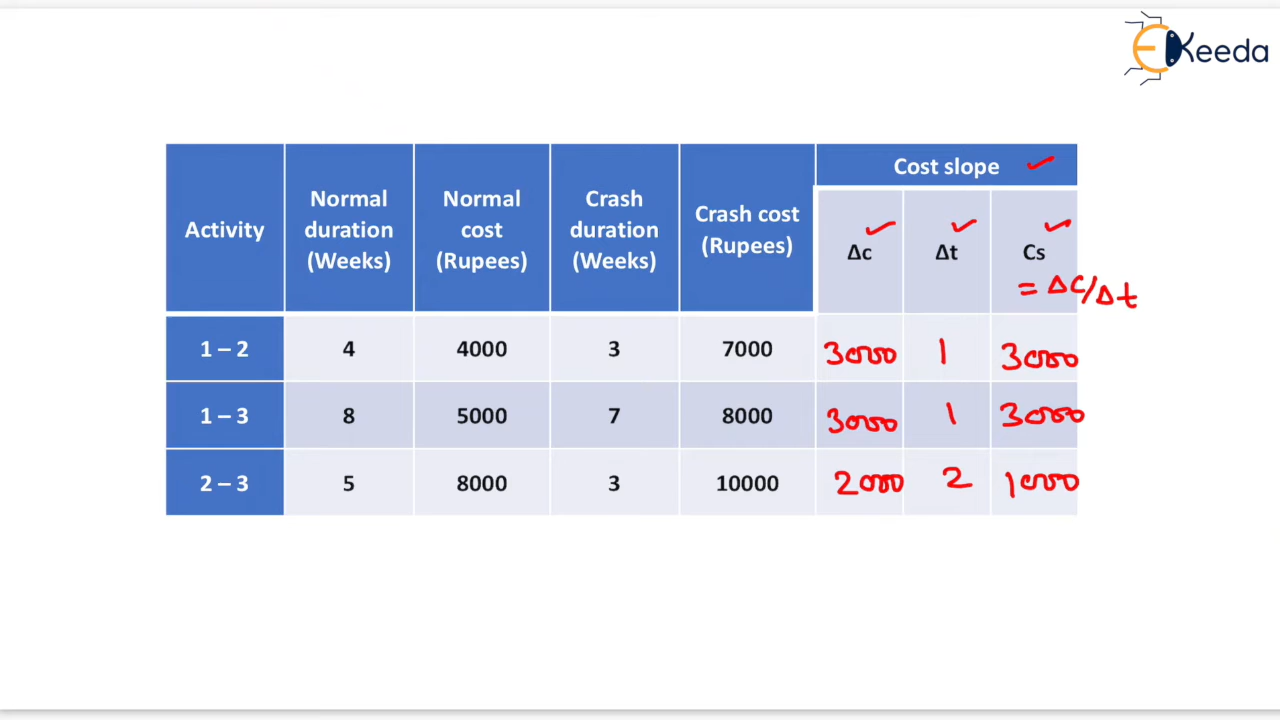 EKeeda
Activity
Normal duration (Weeks)
Normal cost (Rupees)
Crash duration (Weeks)
Crash cost (Rupees)
Cost slope ✓
Δc ✓
Δt ✓
Cs ✓
= ΔC/Δt
1 – 2 4 4000 3 7000 3000 1 3000
1 – 3 8 5000 7 8000 3000 1 3000
2 – 3 5 8000 3 10000 2000 2 1000